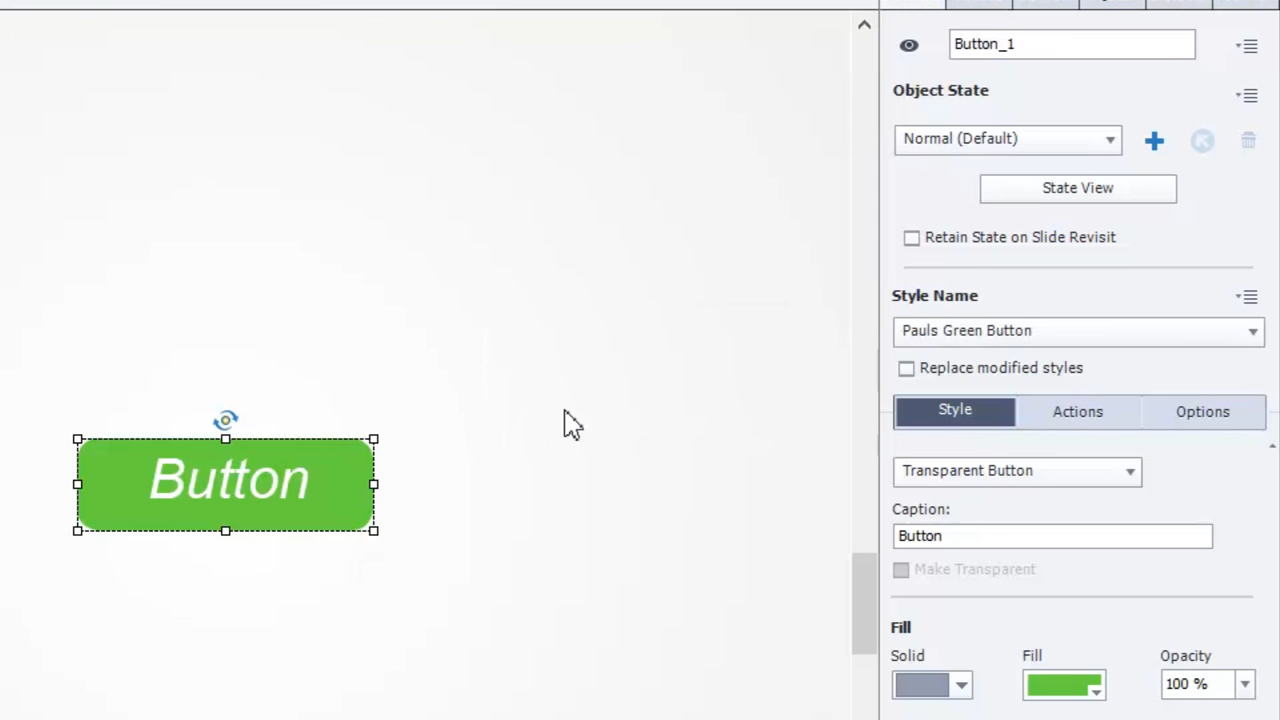 Button_1
Object State
Normal (Default)
State View
Retain State on Slide Revisit
Style Name
Pauls Green Button
Replace modified styles
Style Actions Options
Transparent Button
Caption:
Button
Make Transparent
Fill
Solid Fill Opacity
100 %
Button